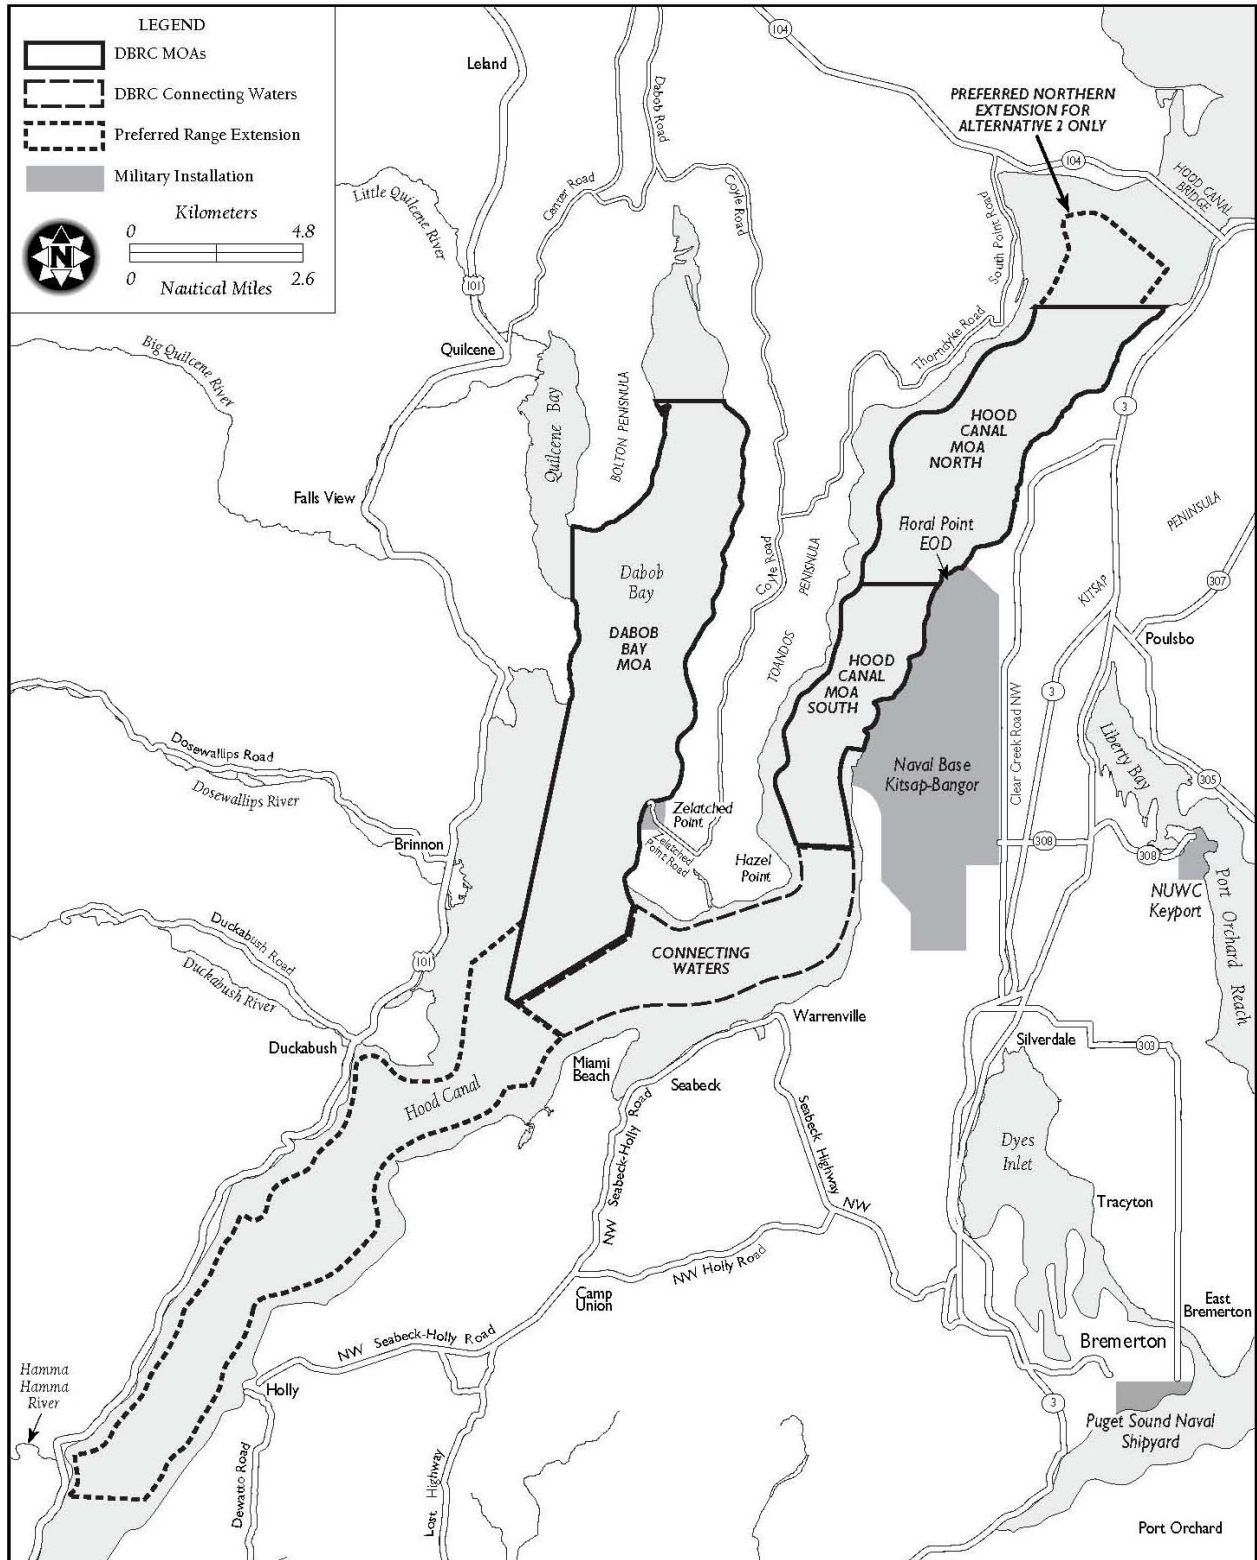 LEGEND
DBRC MOAs
DBRC Connecting Waters
Preferred Range Extension
Military Installation
Kilometers
0 4.8
N
0 2.6
Nautical Miles
104
Leland
Dabob Road
PREFERRED NORTHERN
EXTENSION FOR
ALTERNATIVE 2 ONLY
104
HOOD CANAL
BRIDGE
Little Quilcene
River
Center Road
Coyle Road
South Point Road
101
Thorndyke Road
Quilcene
Big Quilcene
River
Quilcene Bay
BOLTON PENISNULA
3
HOOD
CANAL
MOA
NORTH
Falls View
Floral Point
EOD
KITSAP
PENINSULA
Dabob
Bay
DABOB
BAY
MOA
Coyle Road
TOANDOS
PENISNULA
307
Poulsbo
HOOD
CANAL
MOA
SOUTH
Clear Creek Road NW
3
Liberty Bay
305
Dosewallips Road
Dosewallips River
Naval Base
Kitsap-Bangor
Zelatched
Point
Zelatched
Point Road
Brinnon
Hazel
Point
308
308
NUWC
Keyport
Port Orchard Reach
Duckabush Road
Duckabush River
101
CONNECTING
WATERS
Warrenville
Duckabush
Silverdale
303
Miami
Beach
Seabeck
Hood Canal
NW Seabeck-Holly Road
Seabeck Highway NW
Dyes
Inlet
Tracyton
NW Holly Road
Camp
Union
East
Bremerton
NW Seabeck-Holly Road
Bremerton
Hamma
Hamma
River
Holly
3
Puget Sound Naval
Shipyard
Dewatto Road
Lost Highway
Port Orchard